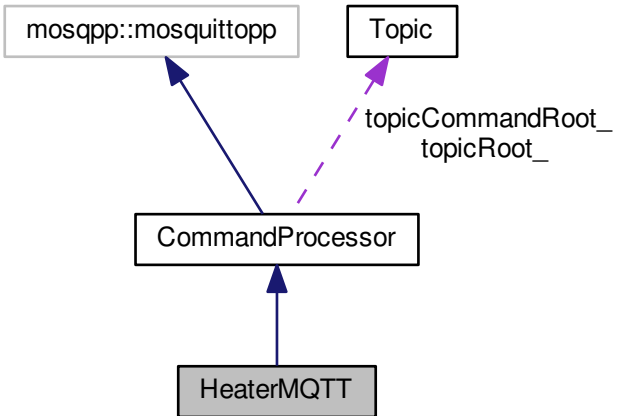 mosqpp::mosquittopp
Topic
topicCommandRoot_
topicRoot_
CommandProcessor
HeaterMQTT